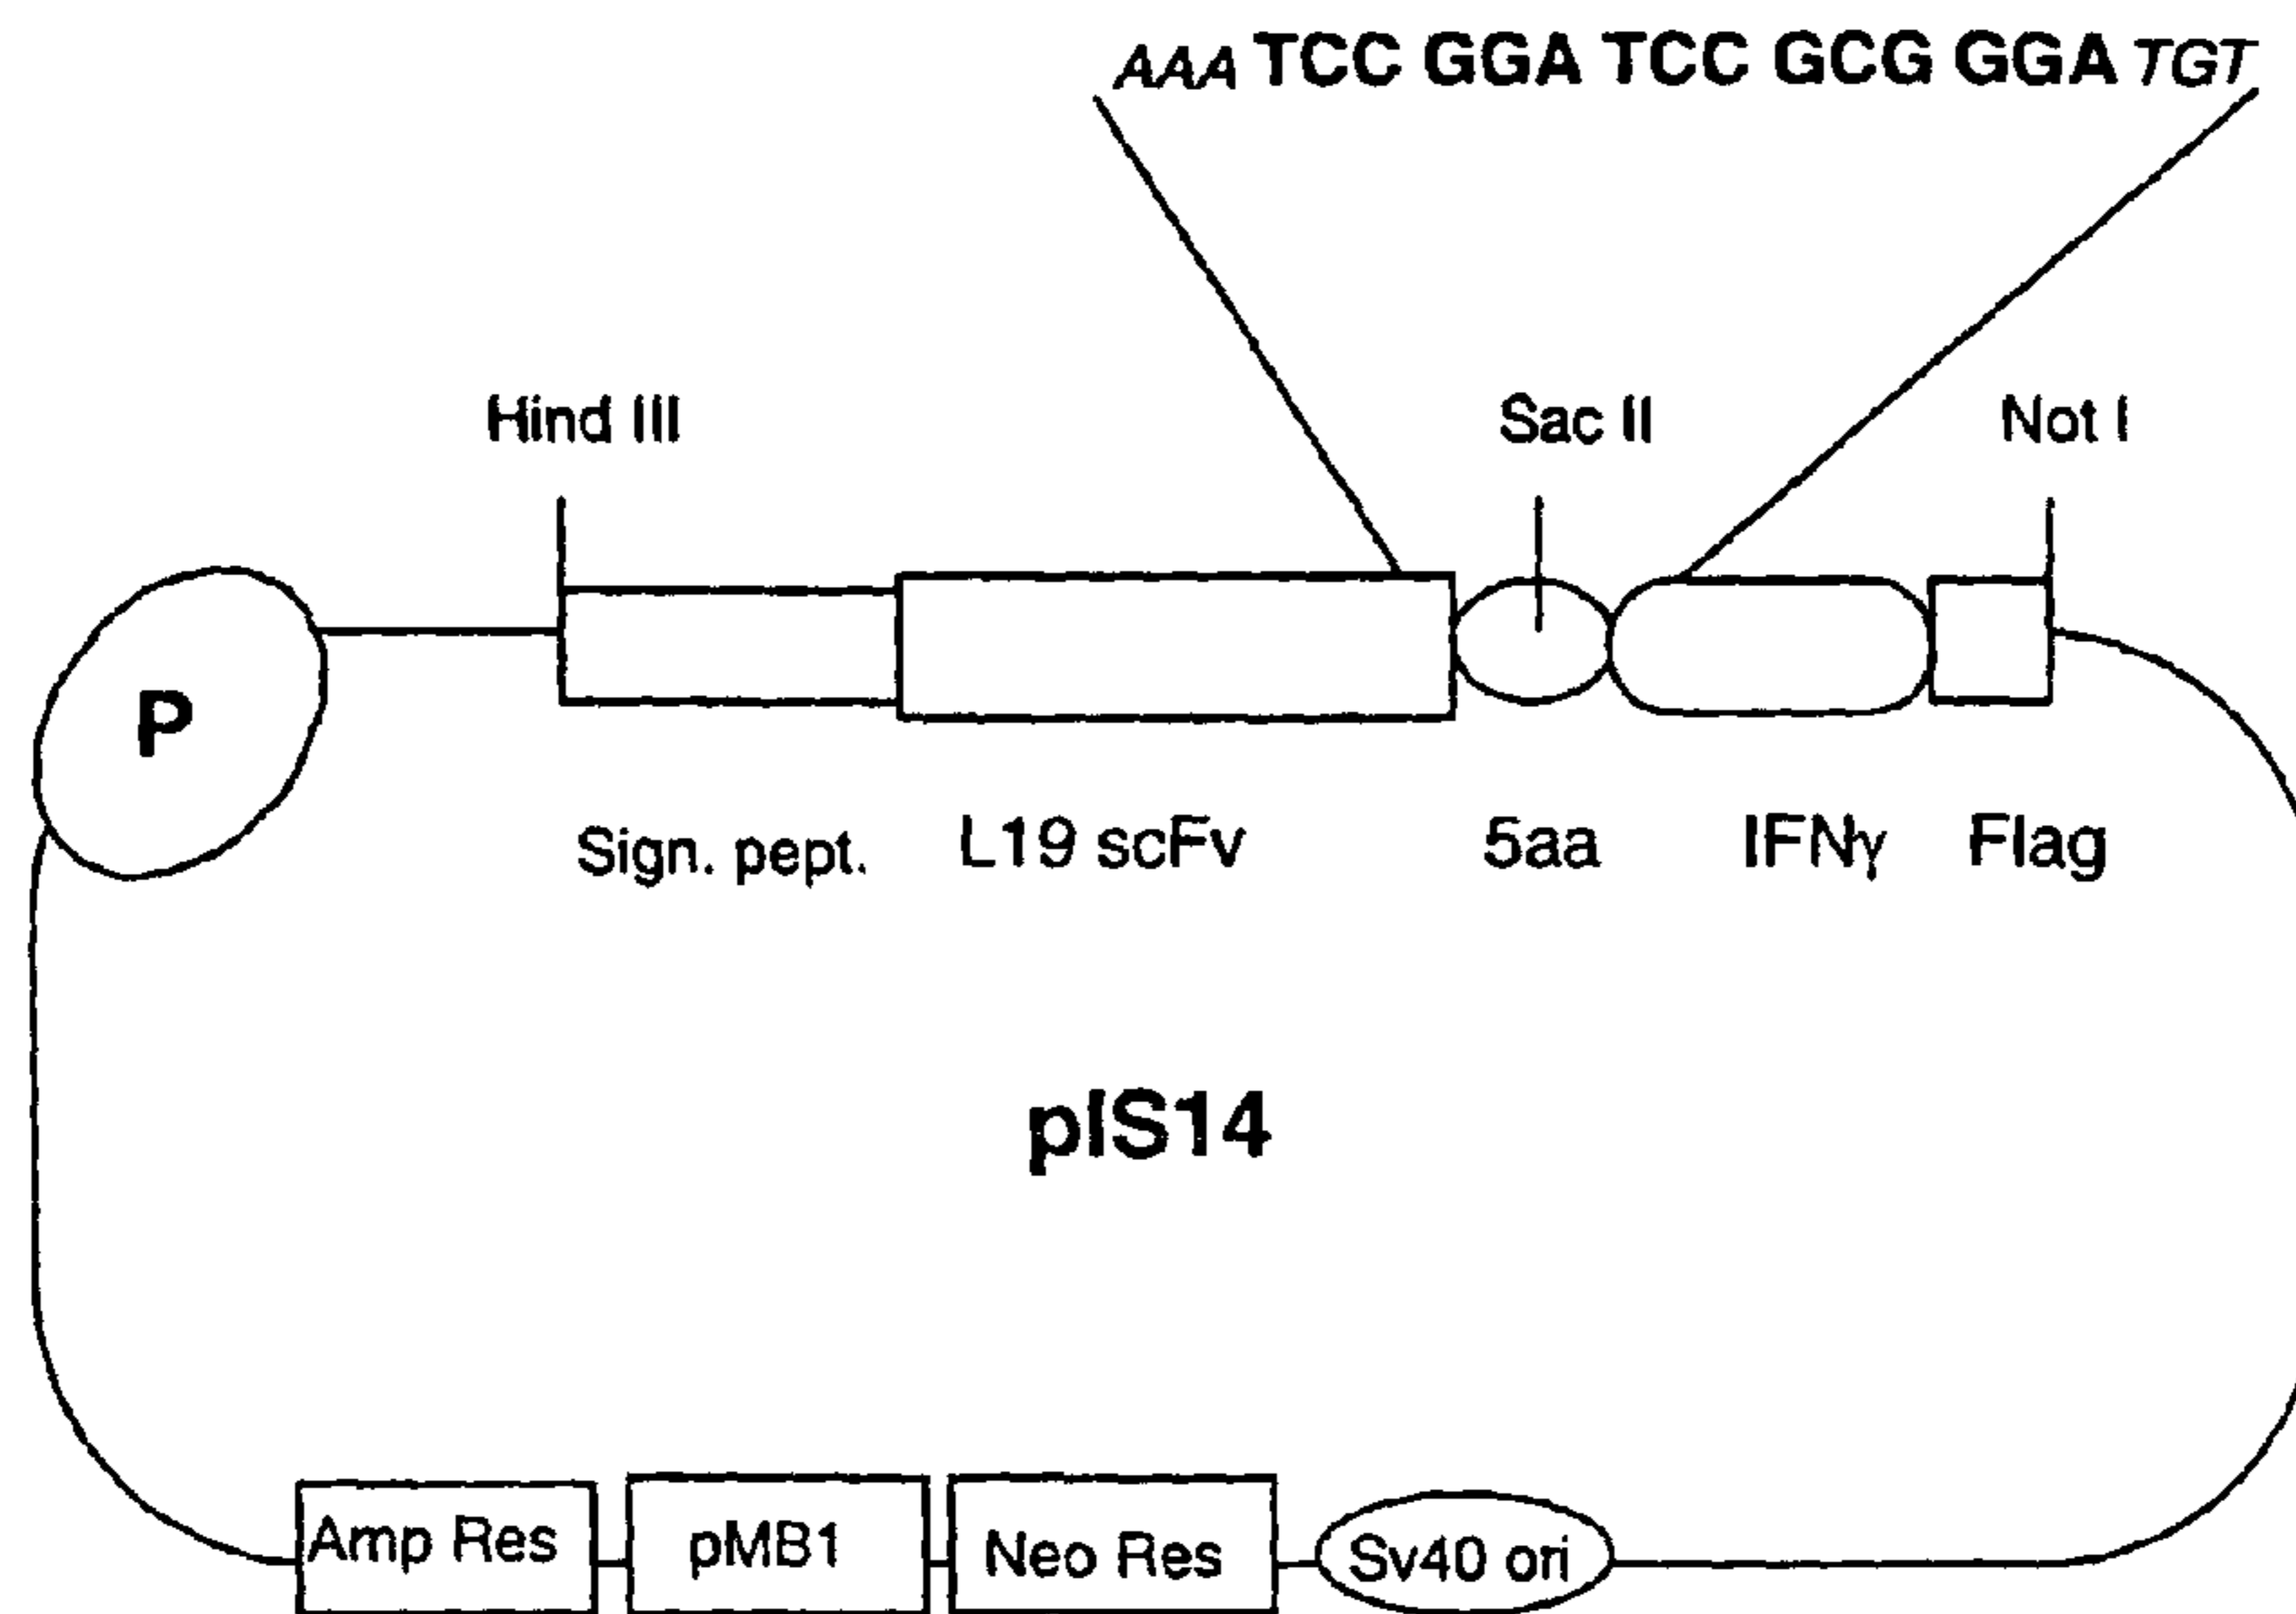 AAA TCC GGA TCC GCG GGA TGT
Hind III
Sac II
Not I
P
Sign. pept.
L19 scFv
5aa
IFNγ
Flag
pIS14
Amp Res
pMB1
Neo Res
Sv40 ori